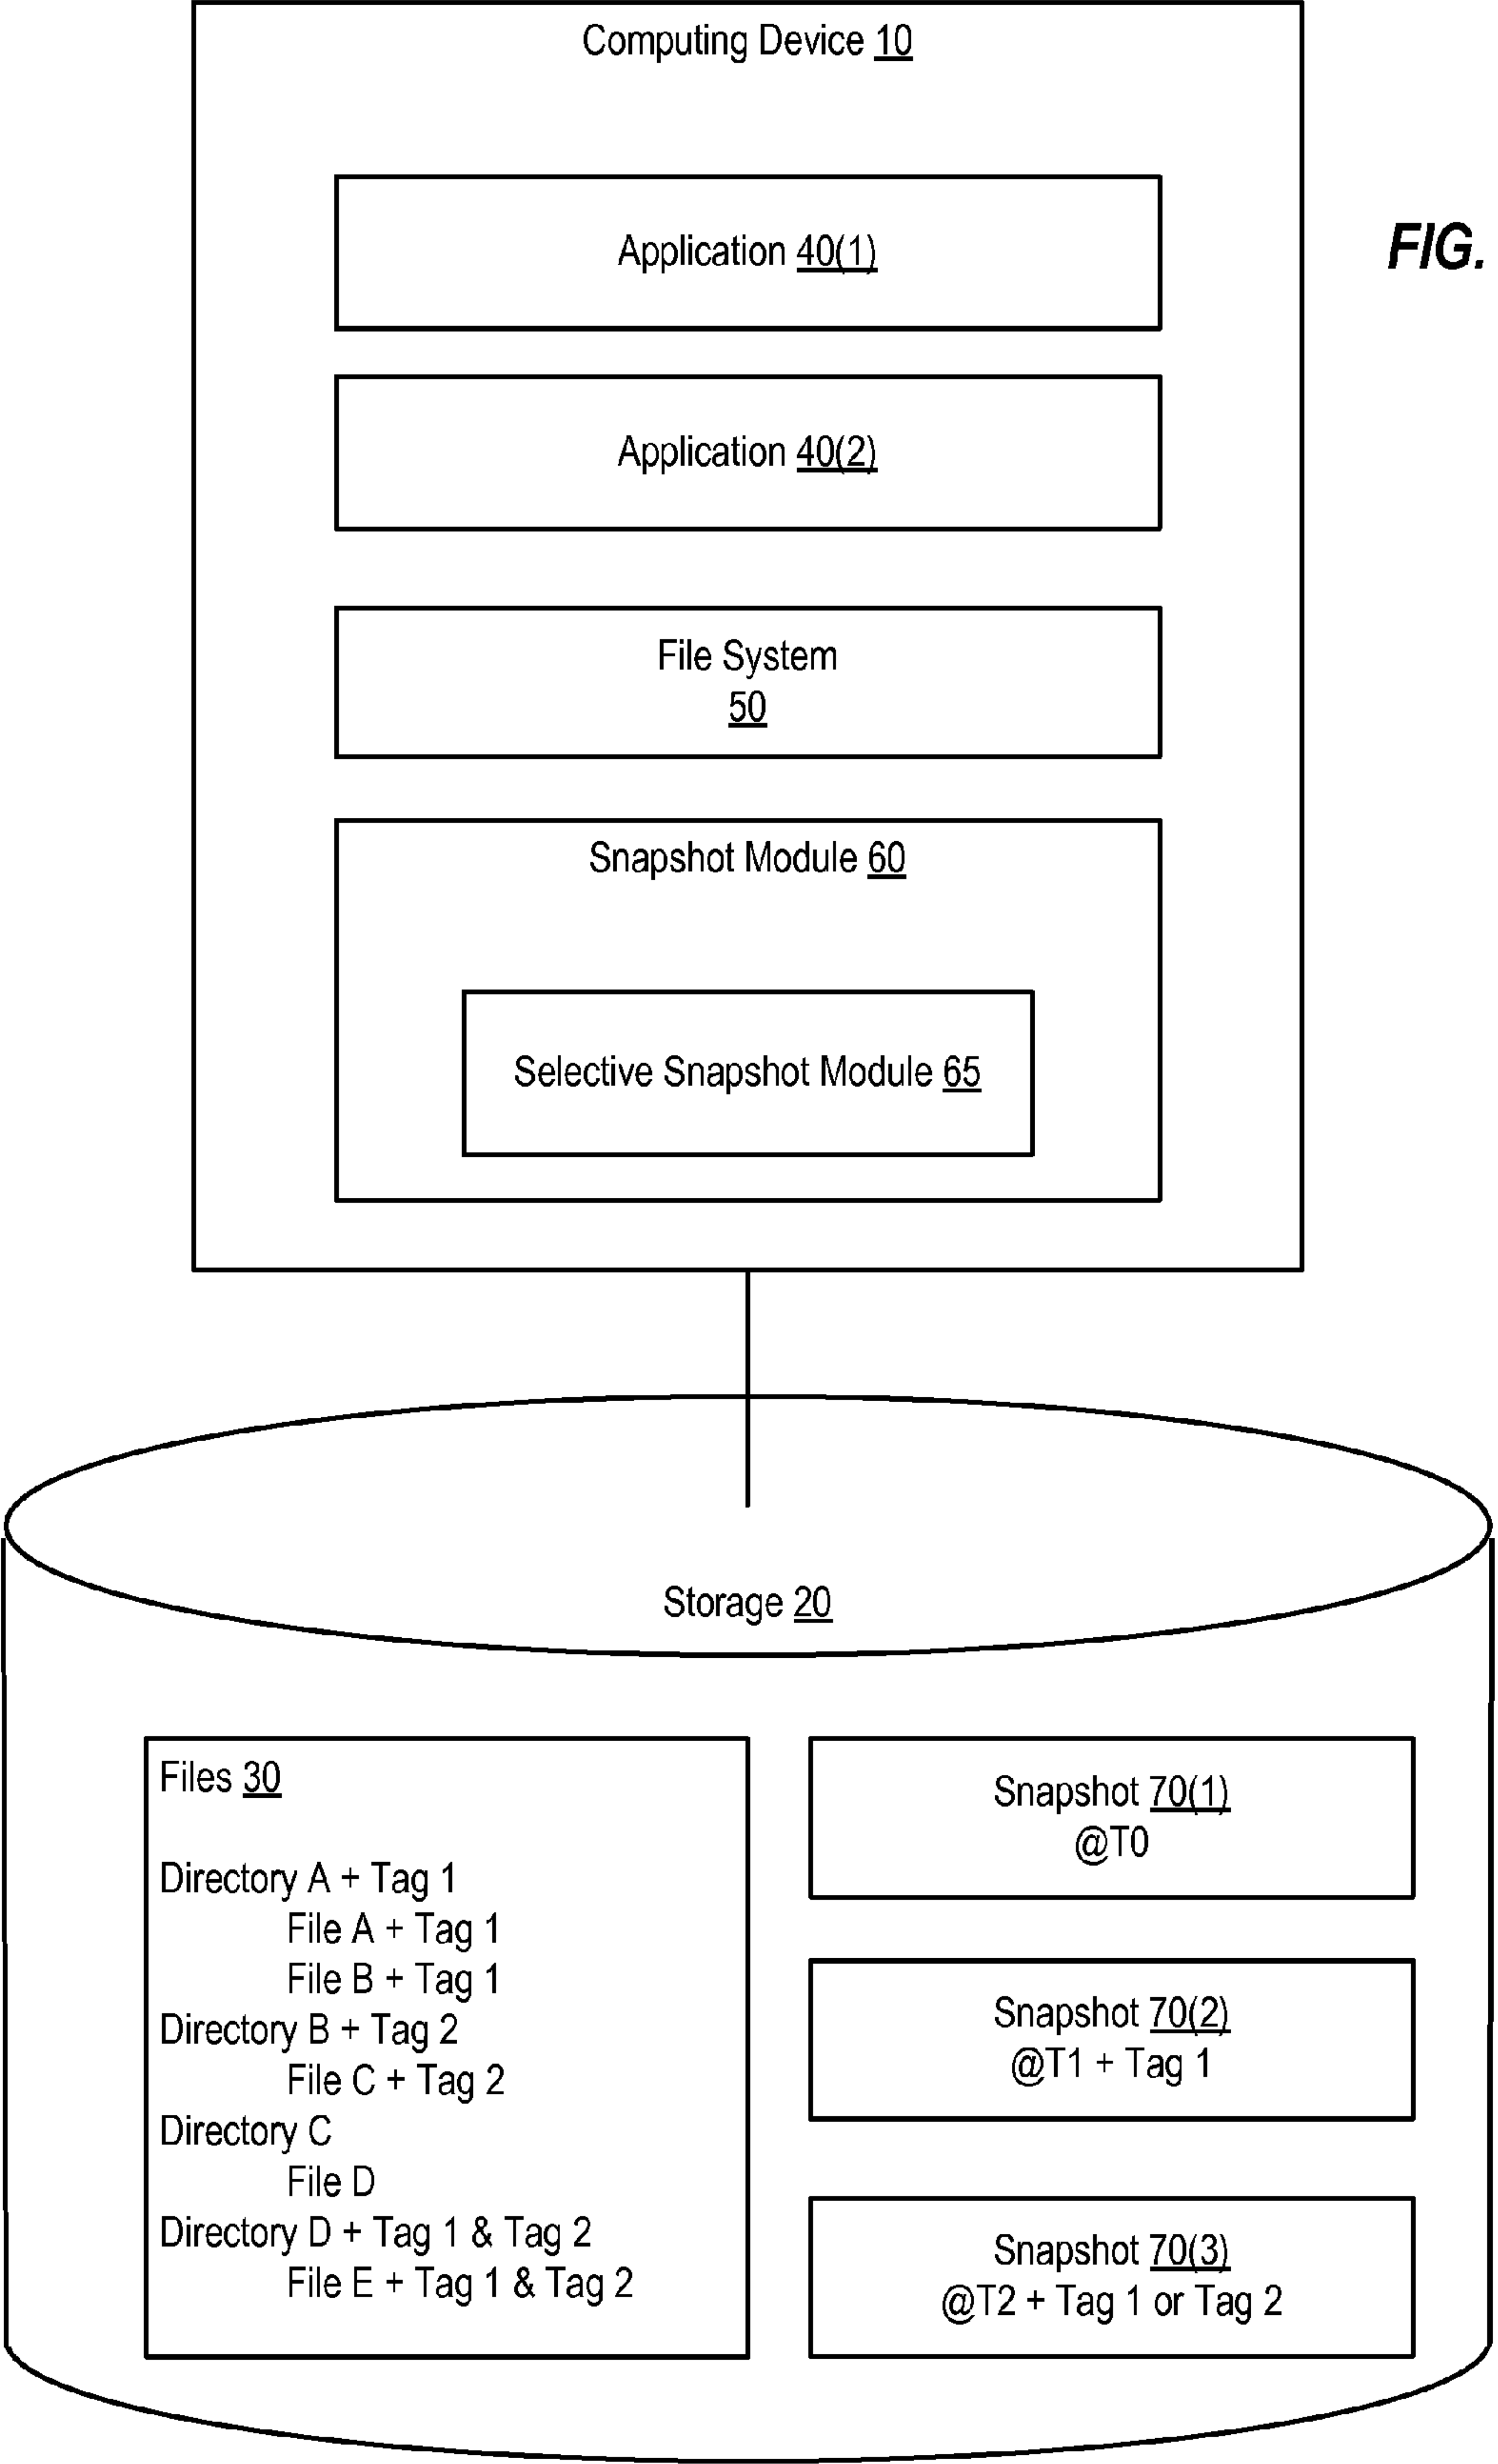 Computing Device 10
FIG.
Application 40(1)
Application 40(2)
File System
50
Snapshot Module 60
Selective Snapshot Module 65
Storage 20
Files 30
Directory A + Tag 1
File A + Tag 1
File B + Tag 1
Directory B + Tag 2
File C + Tag 2
Directory C
File D
Directory D + Tag 1 & Tag 2
File E + Tag 1 & Tag 2
Snapshot 70(1)
@T0
Snapshot 70(2)
@T1 + Tag 1
Snapshot 70(3)
@T2 + Tag 1 or Tag 2